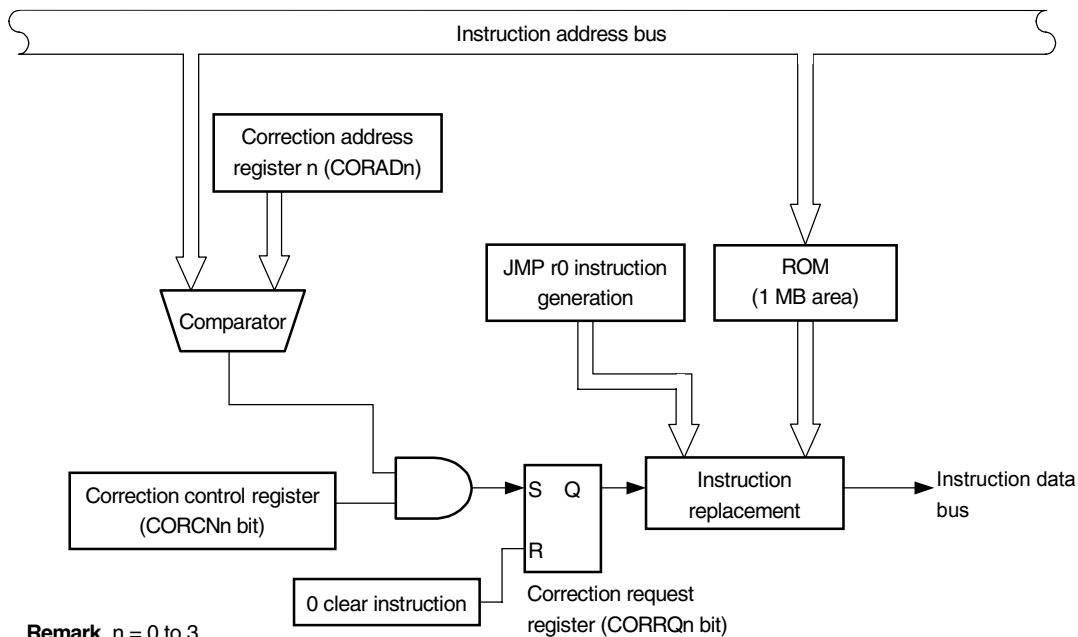 Instruction address bus
Correction address
register n (CORADn)
JMP r0 instruction
generation
ROM
(1 MB area)
Comparator
Correction control register
(CORCNn bit)
S Q
R
Instruction
replacement
Instruction data
bus
0 clear instruction
Correction request
register (CORRQn bit)
Remark n = 0 to 3